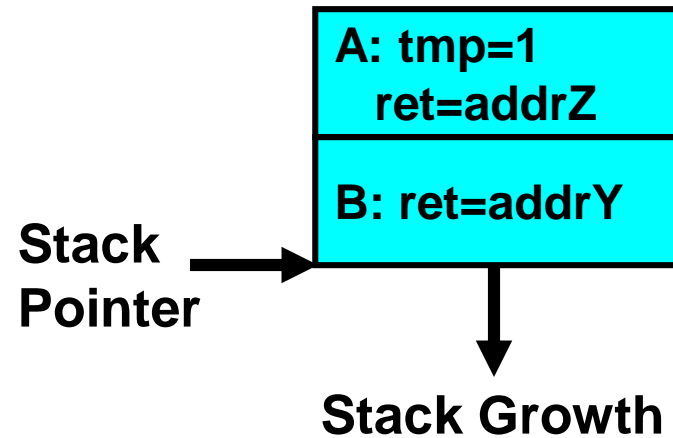 A: tmp=1
ret=addrZ
B: ret=addrY
Stack
Pointer
Stack Growth